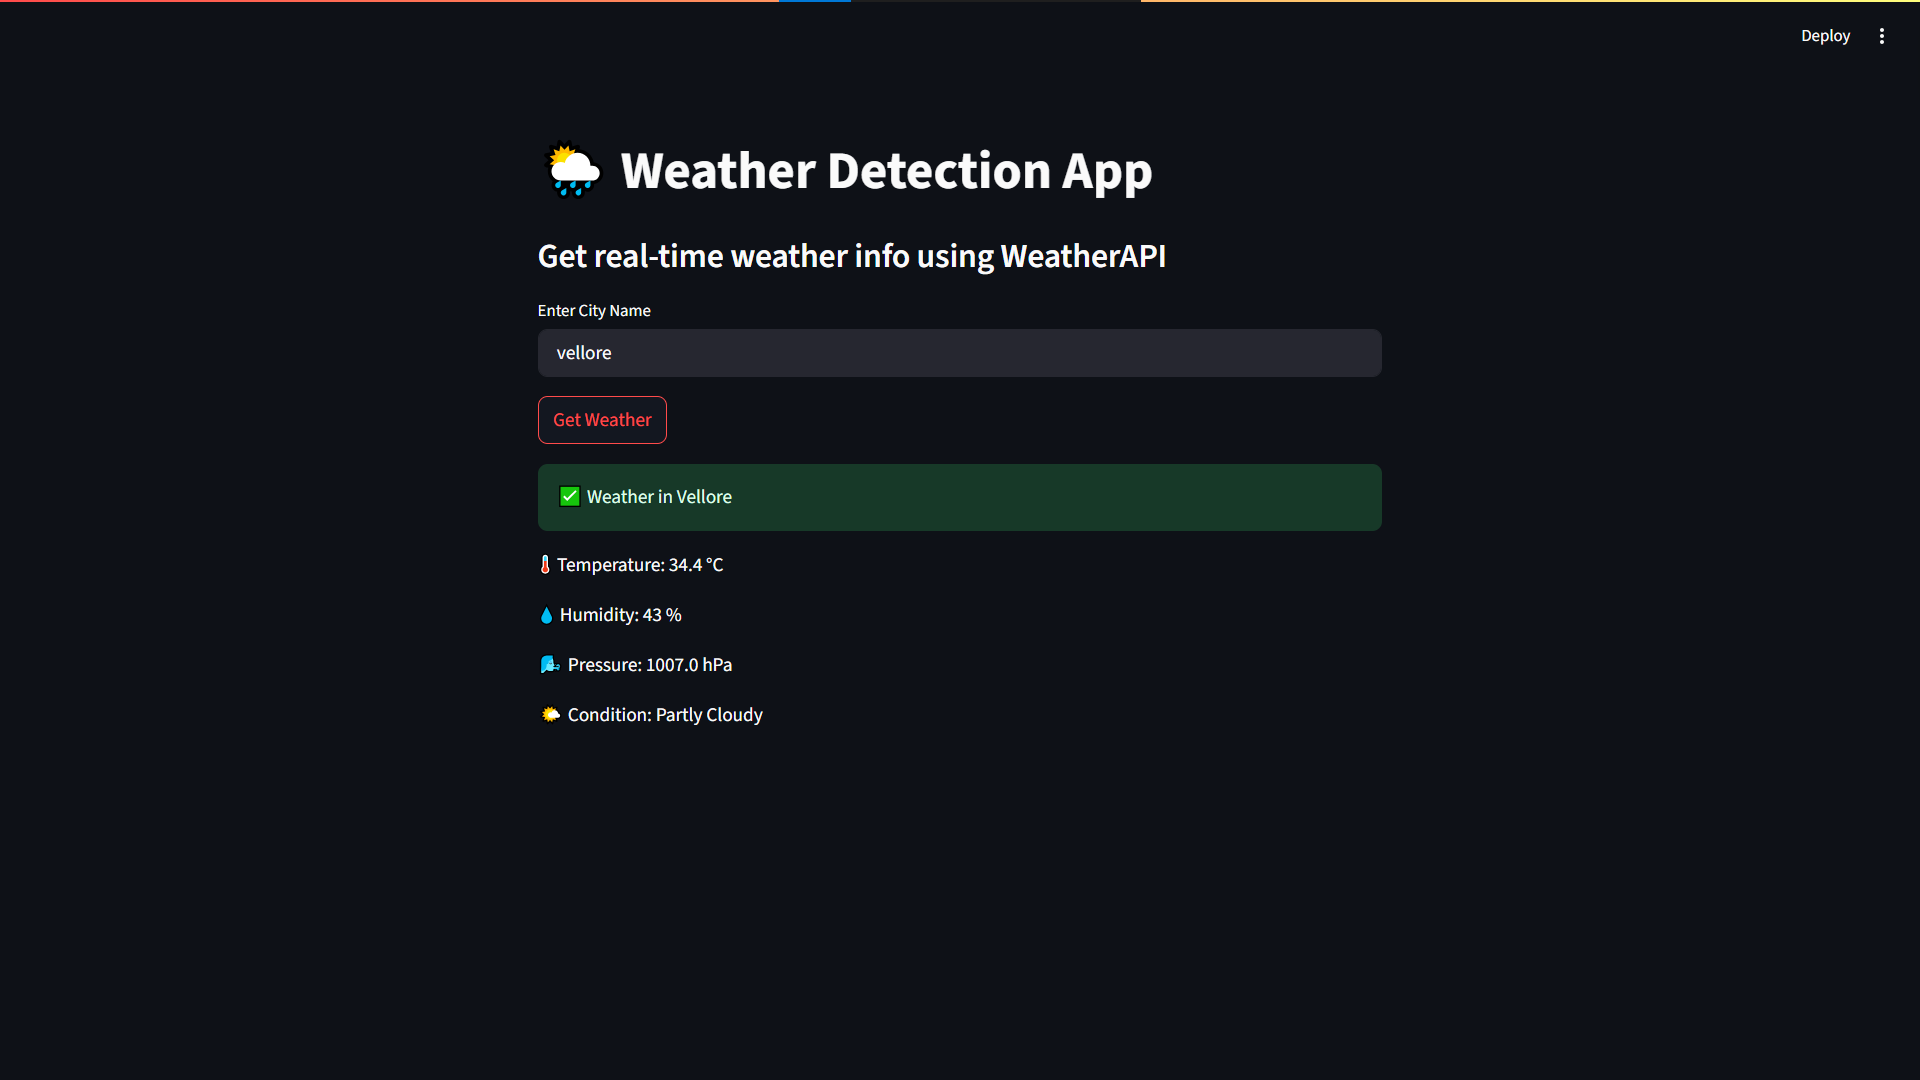 Deploy
Weather Detection App
Get real-time weather info using WeatherAPI
Enter City Name
vellore
Get Weather
Weather in Vellore
Temperature: 34.4 °C
Humidity: 43 %
Pressure: 1007.0 hPa
Condition: Partly Cloudy